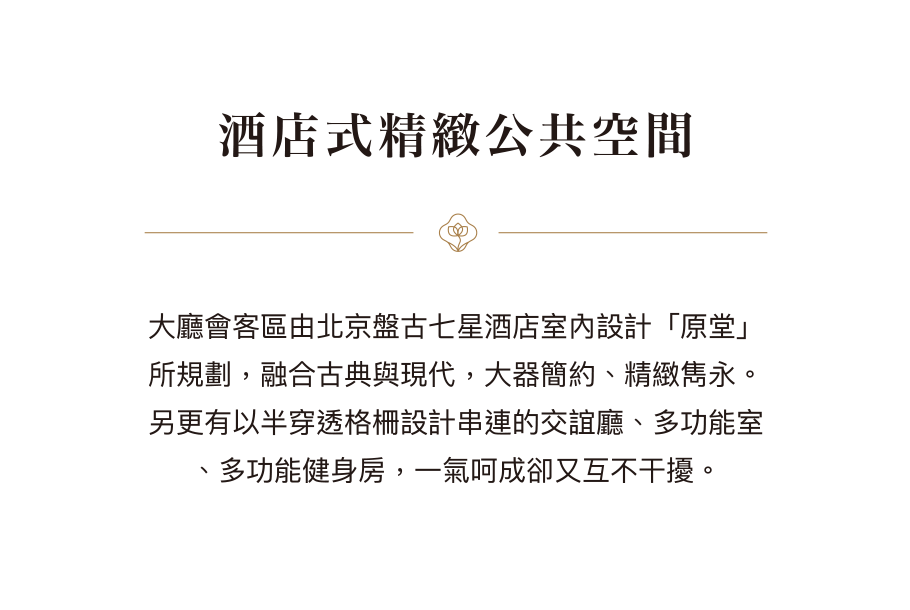 酒店式精緻公共空間
大廳會客區由北京盤古七星酒店室內設計「原堂」
所規劃，融合古典與現代，大器簡約、精緻雋永。
另更有以半穿透格柵設計串連的交誼廳、多功能室
、多功能健身房，一氣呵成卻又互不干擾。